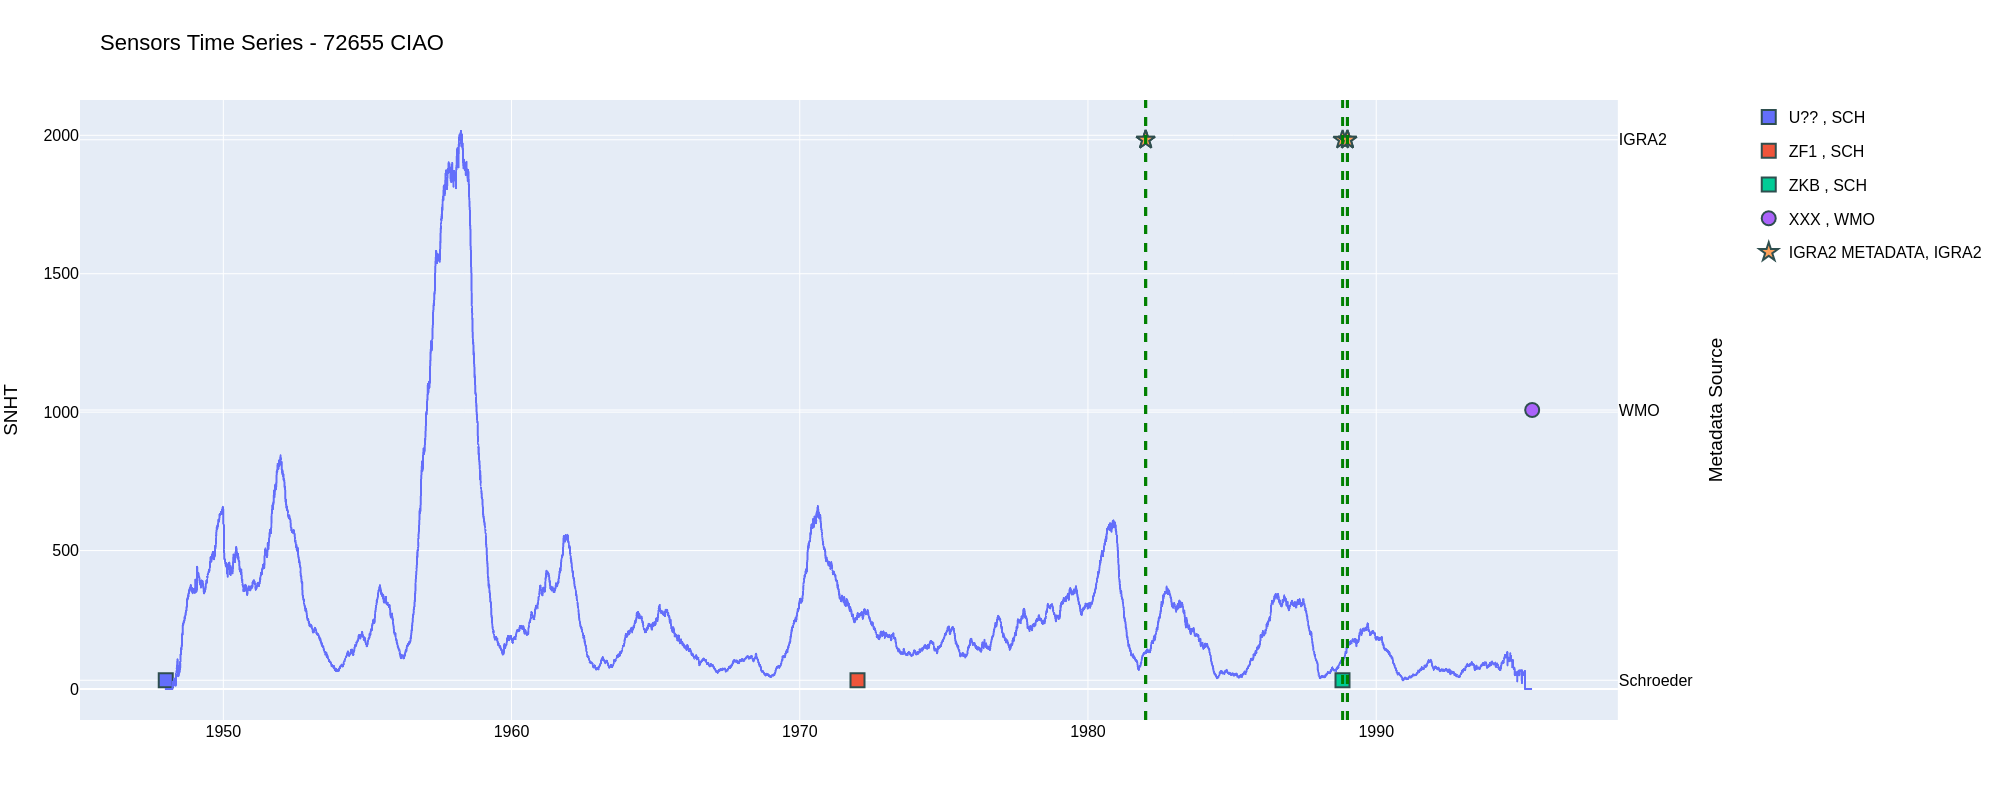 Sensors Time Series - 72655 CIAO
U?? , SCH
ZF1 , SCH
ZKB , SCH
XXX , WMO
IGRA2 METADATA, IGRA2
SNHT
2000
1500
1000
500
0
IGRA2
WMO
Schroeder
Metadata Source
1950
1960
1970
1980
1990